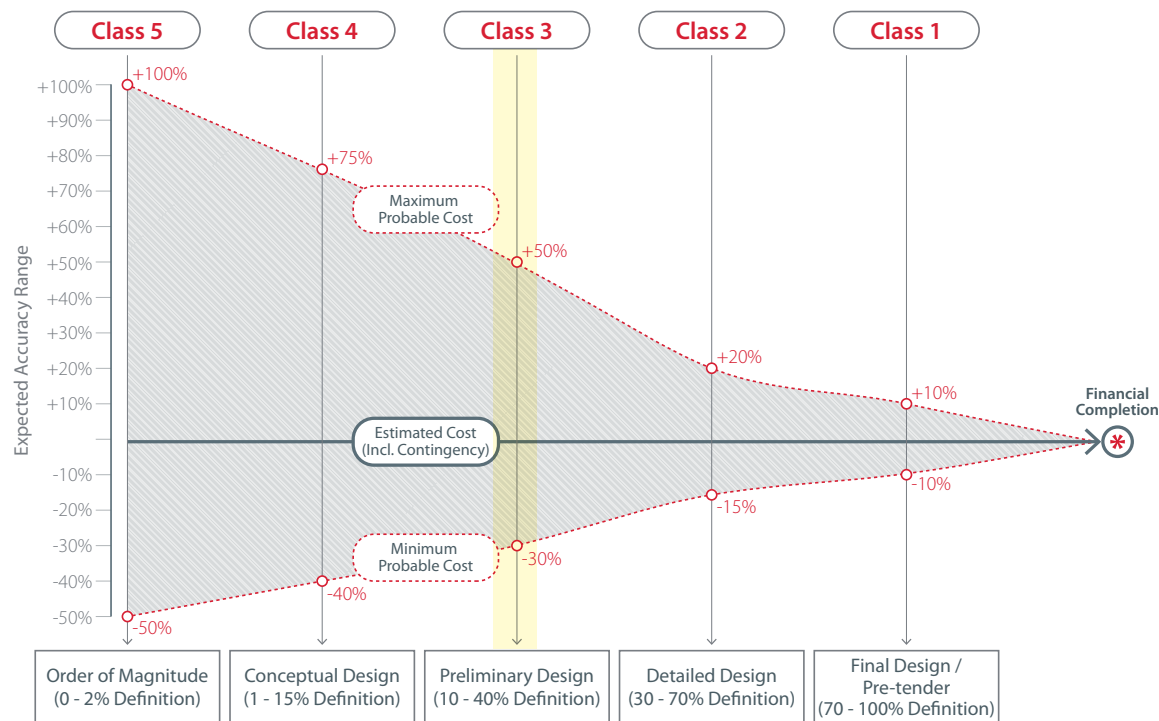 Class 5
Class 4
Class 3
Class 2
Class 1
Expected Accuracy Range
+100%
+90%
+80%
+70%
+60%
+50%
+40%
+30%
+20%
+10%
-10%
-20%
-30%
-40%
-50%
+100%
+75%
+50%
+20%
+10%
Maximum
Probable Cost
Estimated Cost
(Incl. Contingency)
Minimum
Probable Cost
-50%
-40%
-30%
-15%
-10%
Financial
Completion
*
Order of Magnitude
(0 - 2% Definition)
Conceptual Design
(1 - 15% Definition)
Preliminary Design
(10 - 40% Definition)
Detailed Design
(30 - 70% Definition)
Final Design /
Pre-tender
(70 - 100% Definition)